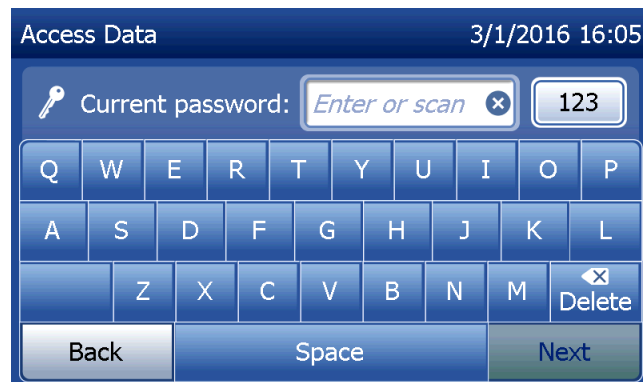 Access Data 3/1/2016 16:05
Current password: Enter or scan 123
Q W E R T Y U I O P
A S D F G H J K L
Z X C V B N M Delete
Back Space Next